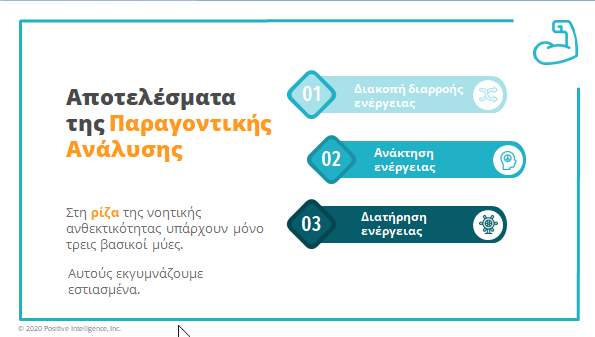 Αποτελέσματα
της Παραγοντικής
Ανάλυσης
Στη ρίζα της νοητικής
ανθεκτικότητας υπάρχουν μόνο
τρεις βασικοί μύες.
Αυτούς εκγυμνάζουμε
εστιασμένα.
01
Διακοπή διαρροής
ενέργειας
02
Ανάκτηση
ενέργειας
03
Διατήρηση
ενέργειας
© 2020 Positive Intelligence, Inc.